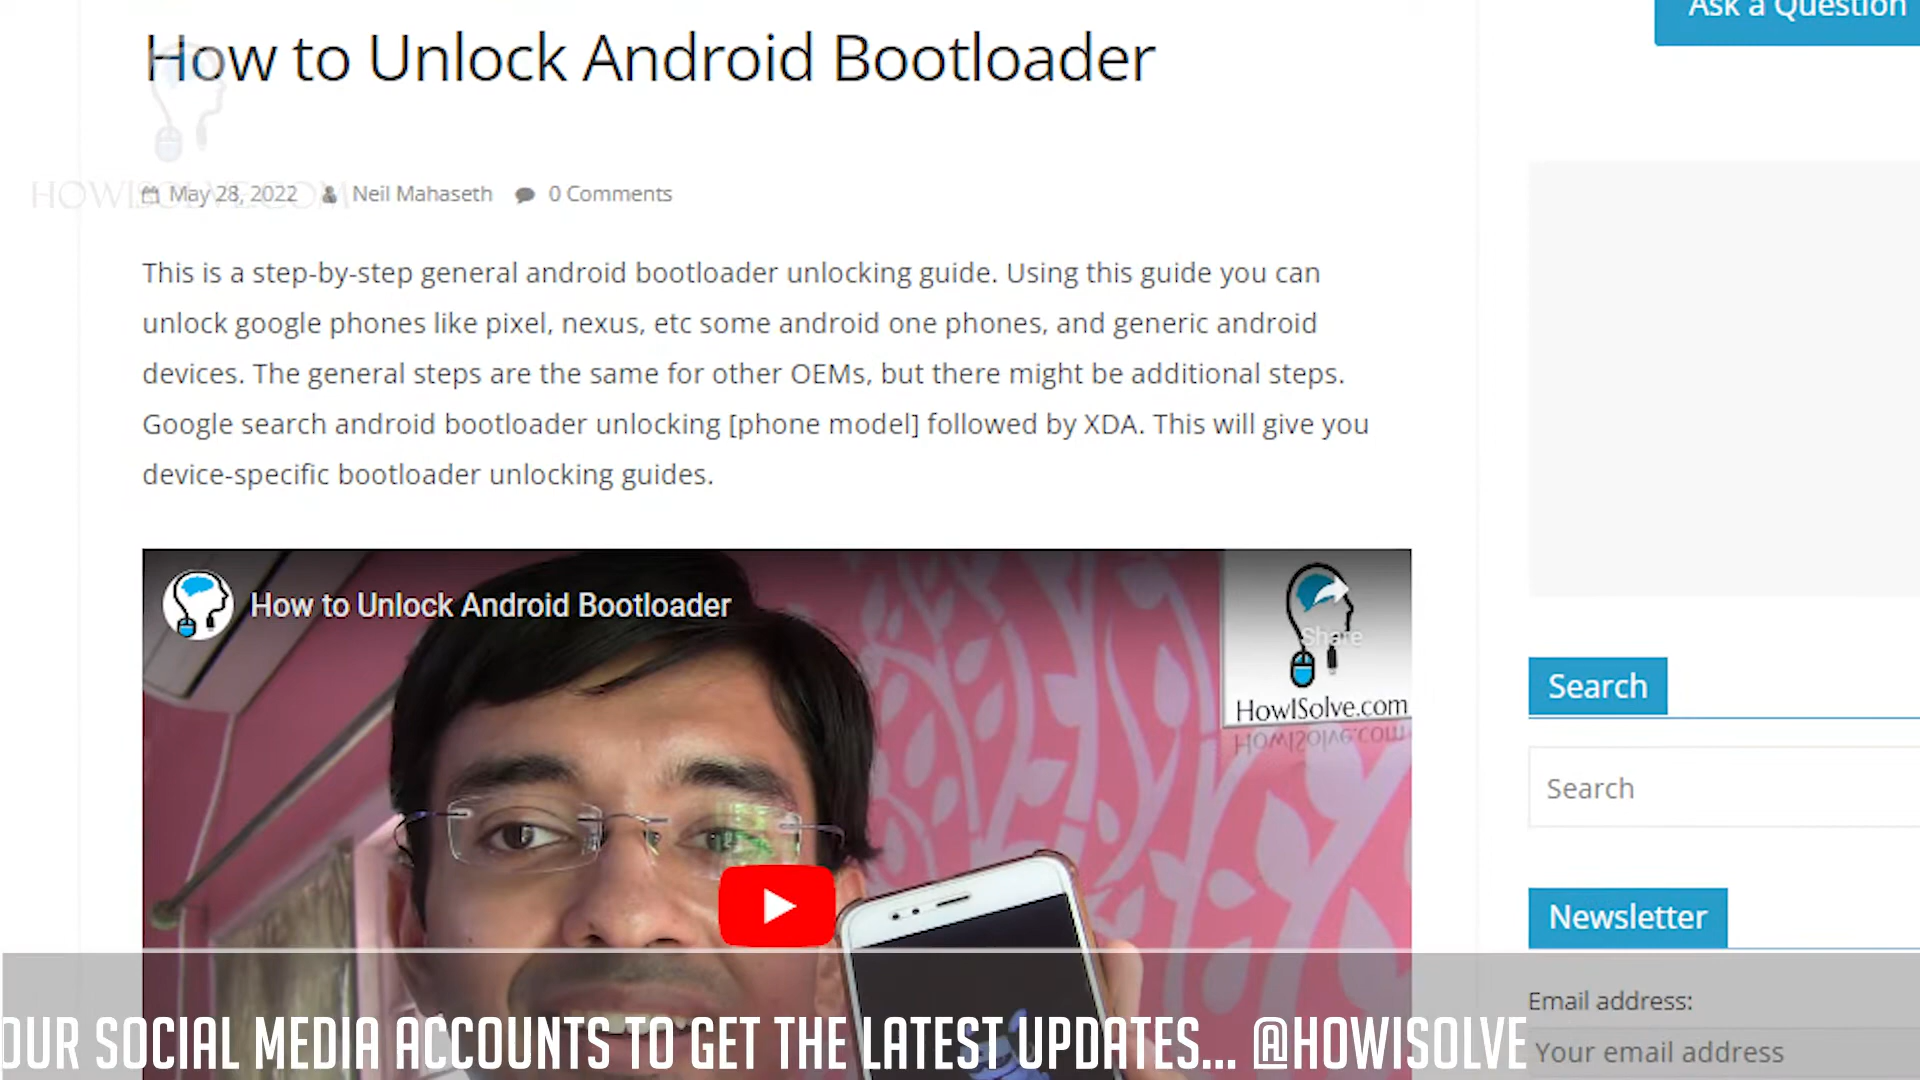 Ask a Question
How to Unlock Android Bootloader
HOWISOLVE.COM
May 28, 2022 Neil Mahaseth 0 Comments
This is a step-by-step general android bootloader unlocking guide. Using this guide you can
unlock google phones like pixel, nexus, etc some android one phones, and generic android
devices. The general steps are the same for other OEMs, but there might be additional steps.
Google search android bootloader unlocking [phone model] followed by XDA. This will give you
device-specific bootloader unlocking guides.
How to Unlock Android Bootloader
Share
HowISolve.com
Search
Search
Newsletter
Email address:
Your email address
OUR SOCIAL MEDIA ACCOUNTS TO GET THE LATEST UPDATES... @HOWISOLVE